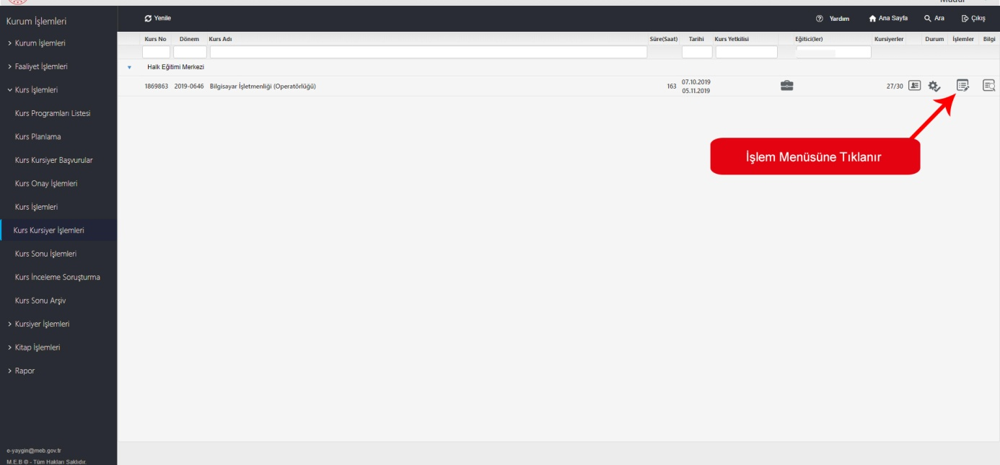 Müdür
Kurum İşlemleri
Yenile
Yardım
Ana Sayfa
Ara
Çıkış
> Kurum İşlemleri
> Faaliyet İşlemleri
Kurs İşlemleri
Kurs Programları Listesi
Kurs Planlama
Kurs Kursiyer Başvurular
Kurs Onay İşlemleri
Kurs İşlemleri
Kurs Kursiyer İşlemleri
Kurs Sonu İşlemleri
Kurs İnceleme Soruşturma
Kurs Sonu Arşiv
> Kursiyer İşlemleri
> Kitap İşlemleri
> Rapor
e-yaygin@meb.gov.tr
M.E.B © - Tüm Hakları Saklıdır.
Kurs No Dönem Kurs Adı Süre(Saat) Tarihi Kurs Yetkilisi Eğitici(ler) Kursiyerler Durum İşlemler Bilgi
Halk Eğitimi Merkezi
1869863 2019-0646 Bilgisayar İşletmenliği (Operatörlüğü) 163 07.10.2019 27/30
05.11.2019
İşlem Menüsüne Tıklanır